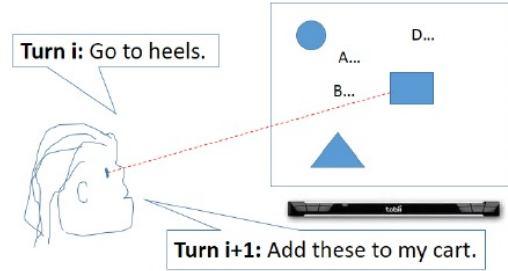 Turn i: Go to heels.
D...
A...
B...
tobii
Turn i+1: Add these to my cart.